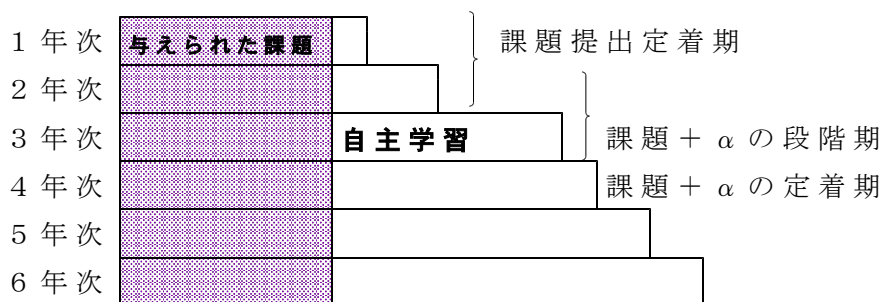 1年次 与えられた課題 課題提出定着期
2年次
3年次 自主学習 課題+αの段階期
4年次 課題+αの定着期
5年次
6年次